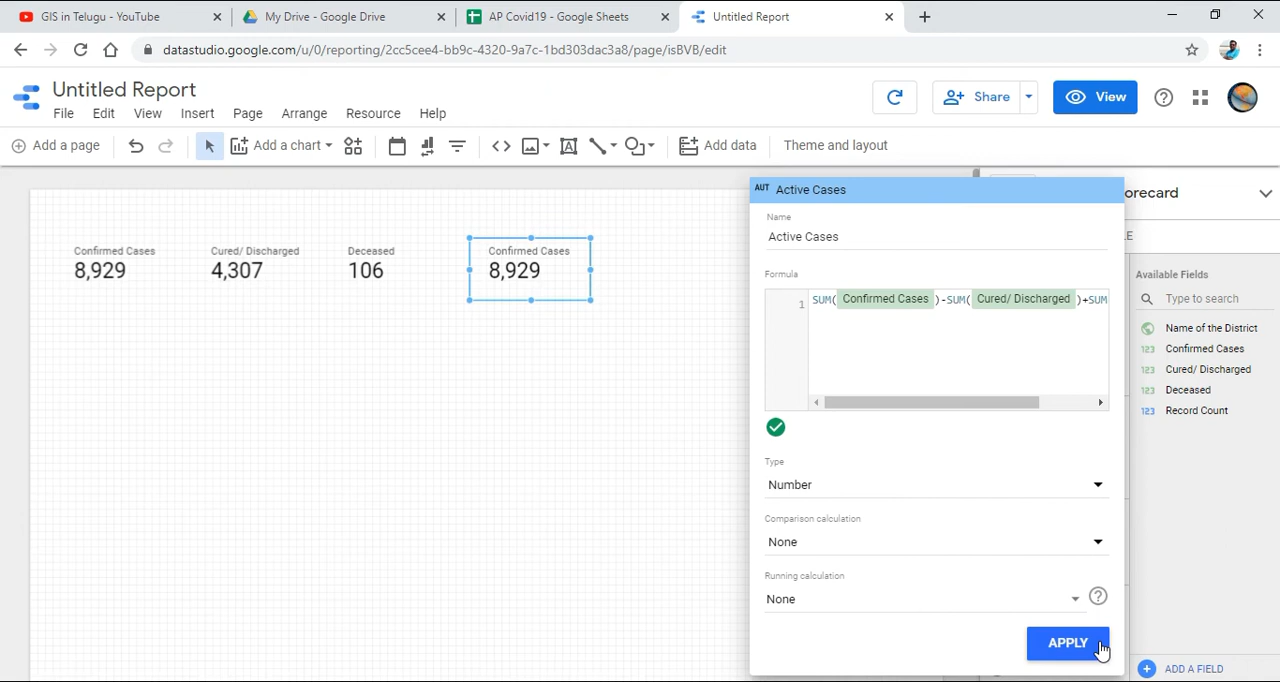 GIS in Telugu - YouTube
My Drive - Google Drive
AP Covid19 - Google Sheets
Untitled Report
datastudio.google.com/u/0/reporting/2cc5cee4-bb9c-4320-9a7c-1bd303dac3a8/page/isBVB/edit
Untitled Report
File Edit View Insert Page Arrange Resource Help
Share
View
Add a page
Add a chart
Add data
Theme and layout
Confirmed Cases
8,929
Cured/ Discharged
4,307
Deceased
106
Confirmed Cases
8,929
AUT Active Cases
Name
Active Cases
Formula
1 SUM( Confirmed Cases )-SUM( Cured/ Discharged )+SUM
Type
Number
Comparison calculation
None
Running calculation
None
APPLY
orecard
E
Available Fields
Type to search
Name of the District
123 Confirmed Cases
123 Cured/ Discharged
123 Deceased
123 Record Count
ADD A FIELD